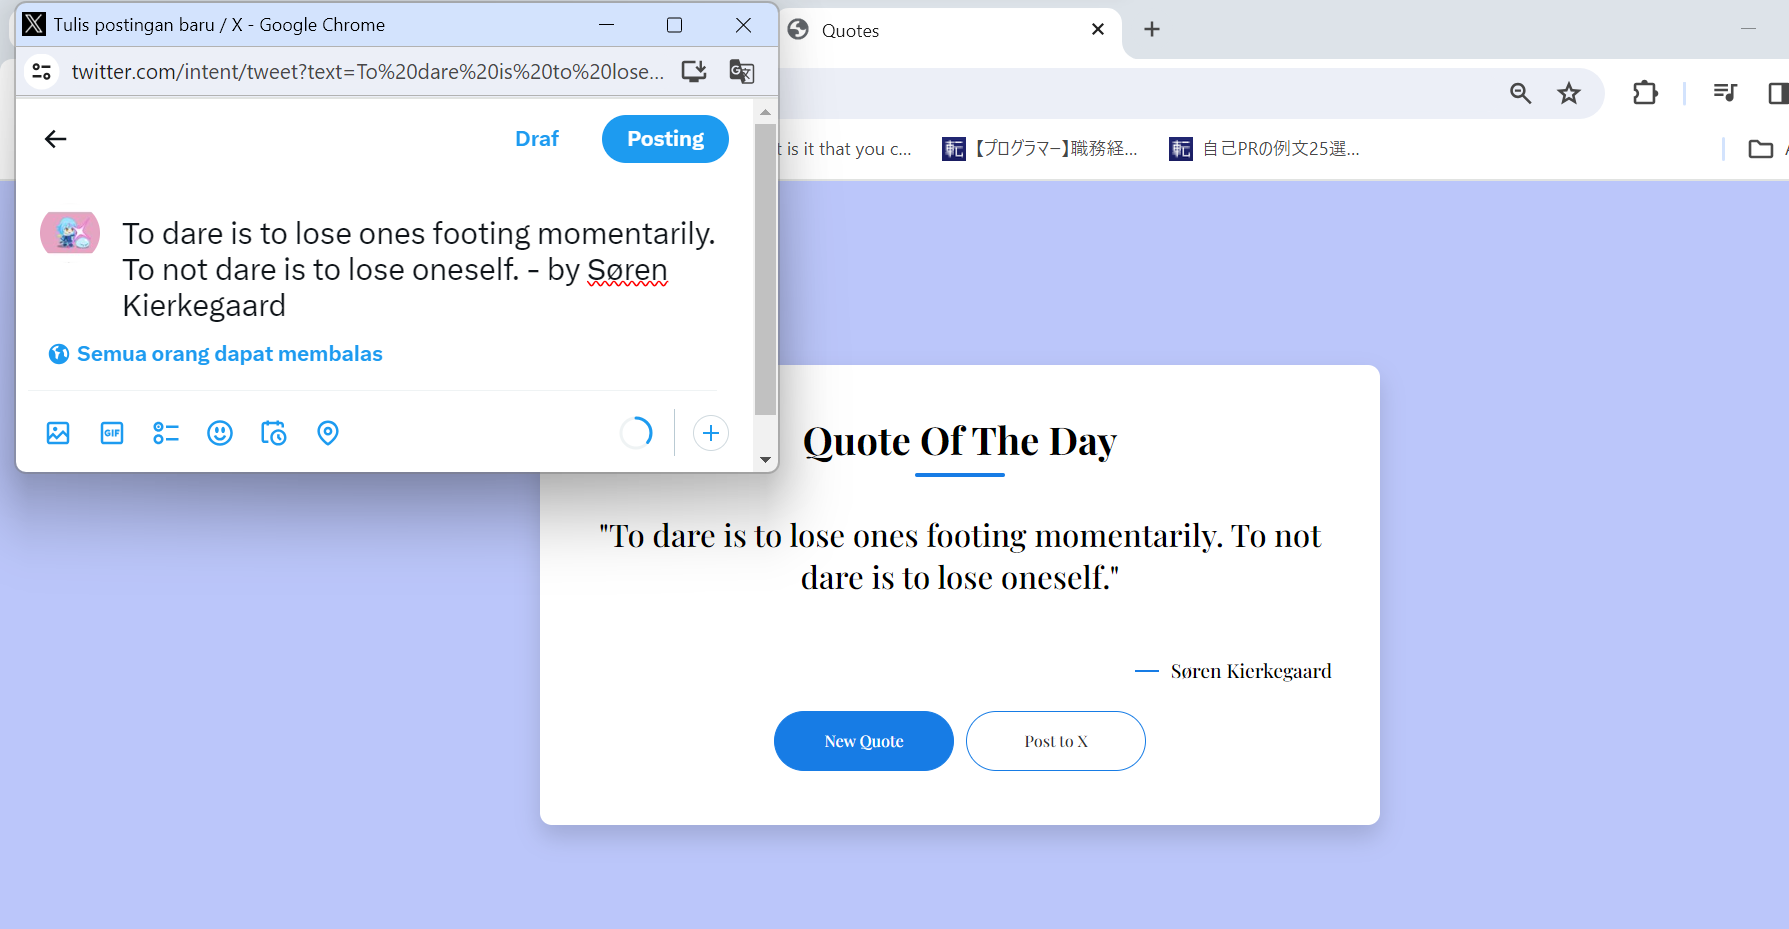 Tulis postingan baru / X - Google Chrome
twitter.com/intent/tweet?text=To%20dare%20is%20to%20lose...
Draf
Posting
To dare is to lose ones footing momentarily.
To not dare is to lose oneself. - by Søren
Kierkegaard
Semua orang dapat membalas
GIF
Quotes
t is it that you c...
転 【プログラマー】職務経...
転 自己PRの例文25選...
Quote Of The Day
"To dare is to lose ones footing momentarily. To not
dare is to lose oneself."
Søren Kierkegaard
New Quote
Post to X